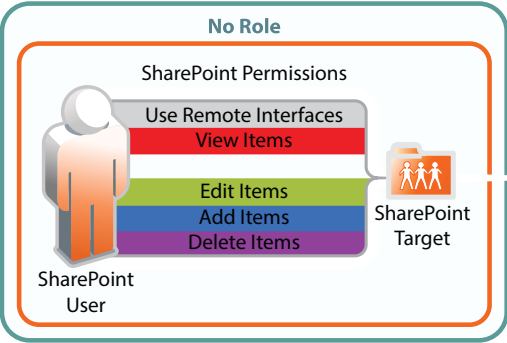 No Role
SharePoint Permissions
Use Remote Interfaces
View Items
Edit Items
Add Items
Delete Items
SharePoint
User
SharePoint
Target